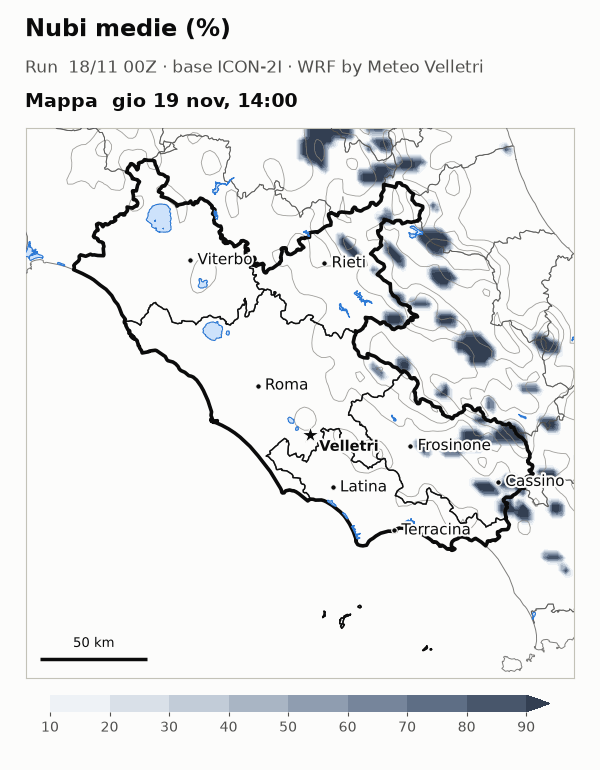 Nubi medie (%)
Run  18/11 00Z · base ICON-2I · WRF by Meteo Velletri
Mappa  gio 19 nov, 14:00
Viterbo
Rieti
Roma
Velletri
Frosinone
Cassino
Latina
Terracina
50 km
10 20 30 40 50 60 70 80 90